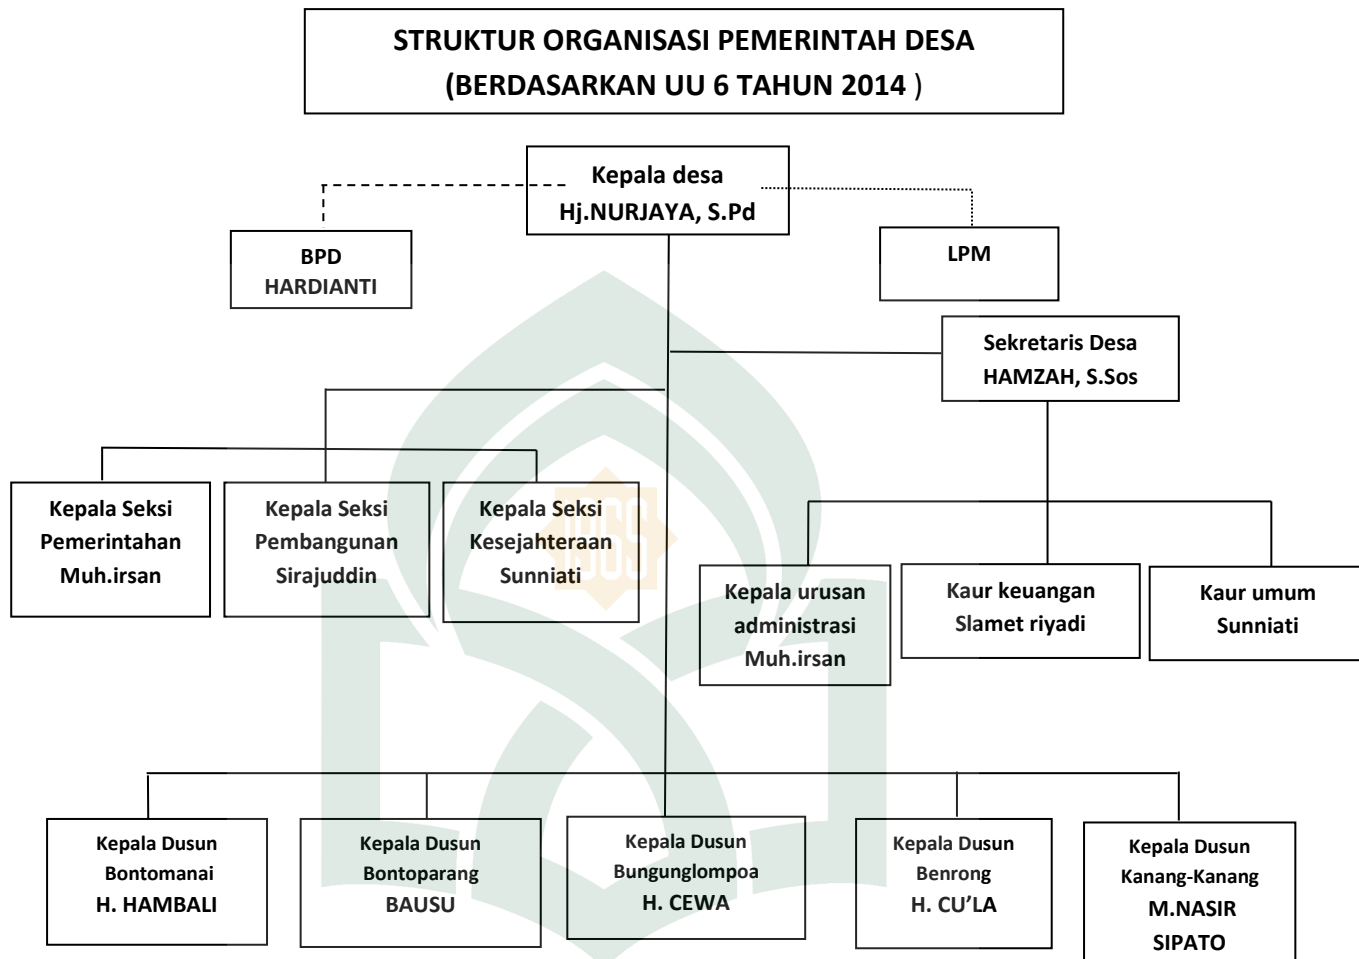 STRUKTUR ORGANISASI PEMERINTAH DESA
(BERDASARKAN UU 6 TAHUN 2014 )
Kepala desa
Hj.NURJAYA, S.Pd
BPD
HARDIANTI
LPM
Sekretaris Desa
HAMZAH, S.Sos
Kepala Seksi
Pemerintahan
Muh.irsan
Kepala Seksi
Pembangunan
Sirajuddin
Kepala Seksi
Kesejahteraan
Sunniati
1965
Kepala urusan
administrasi
Muh.irsan
Kaur keuangan
Slamet riyadi
Kaur umum
Sunniati
Kepala Dusun
Bontomanai
H. HAMBALI
Kepala Dusun
Bontoparang
BAUSU
Kepala Dusun
Bungunglompoa
H. CEWA
Kepala Dusun
Benrong
H. CU’LA
Kepala Dusun
Kanang-Kanang
M.NASIR
SIPATO